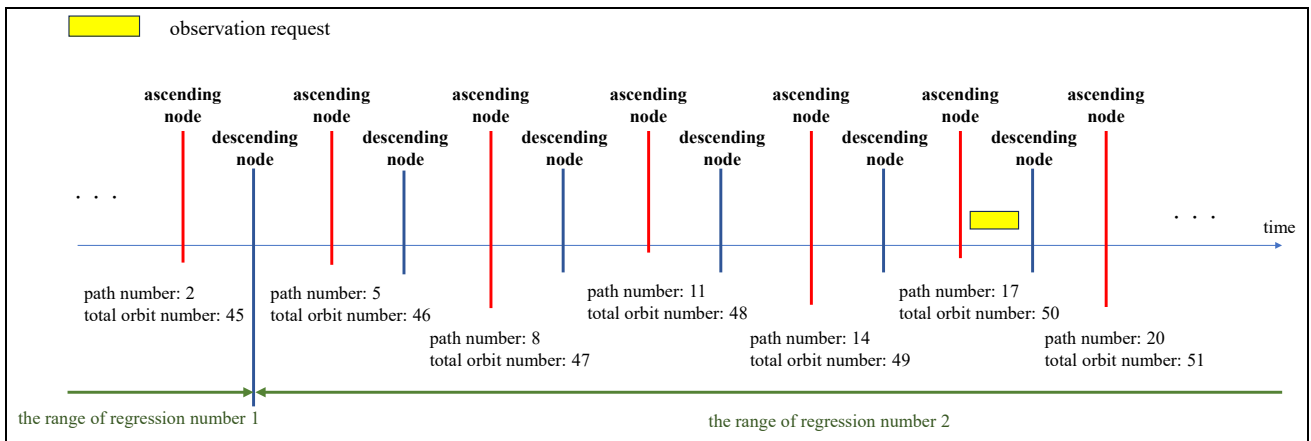 observation request
ascending
node
ascending
node
ascending
node
ascending
node
ascending
node
ascending
node
ascending
node
descending
node
descending
node
descending
node
descending
node
descending
node
descending
node
. . .
. . .
time
path number: 2
total orbit number: 45
path number: 5
total orbit number: 46
path number: 8
total orbit number: 47
path number: 11
total orbit number: 48
path number: 14
total orbit number: 49
path number: 17
total orbit number: 50
path number: 20
total orbit number: 51
the range of regression number 1
the range of regression number 2